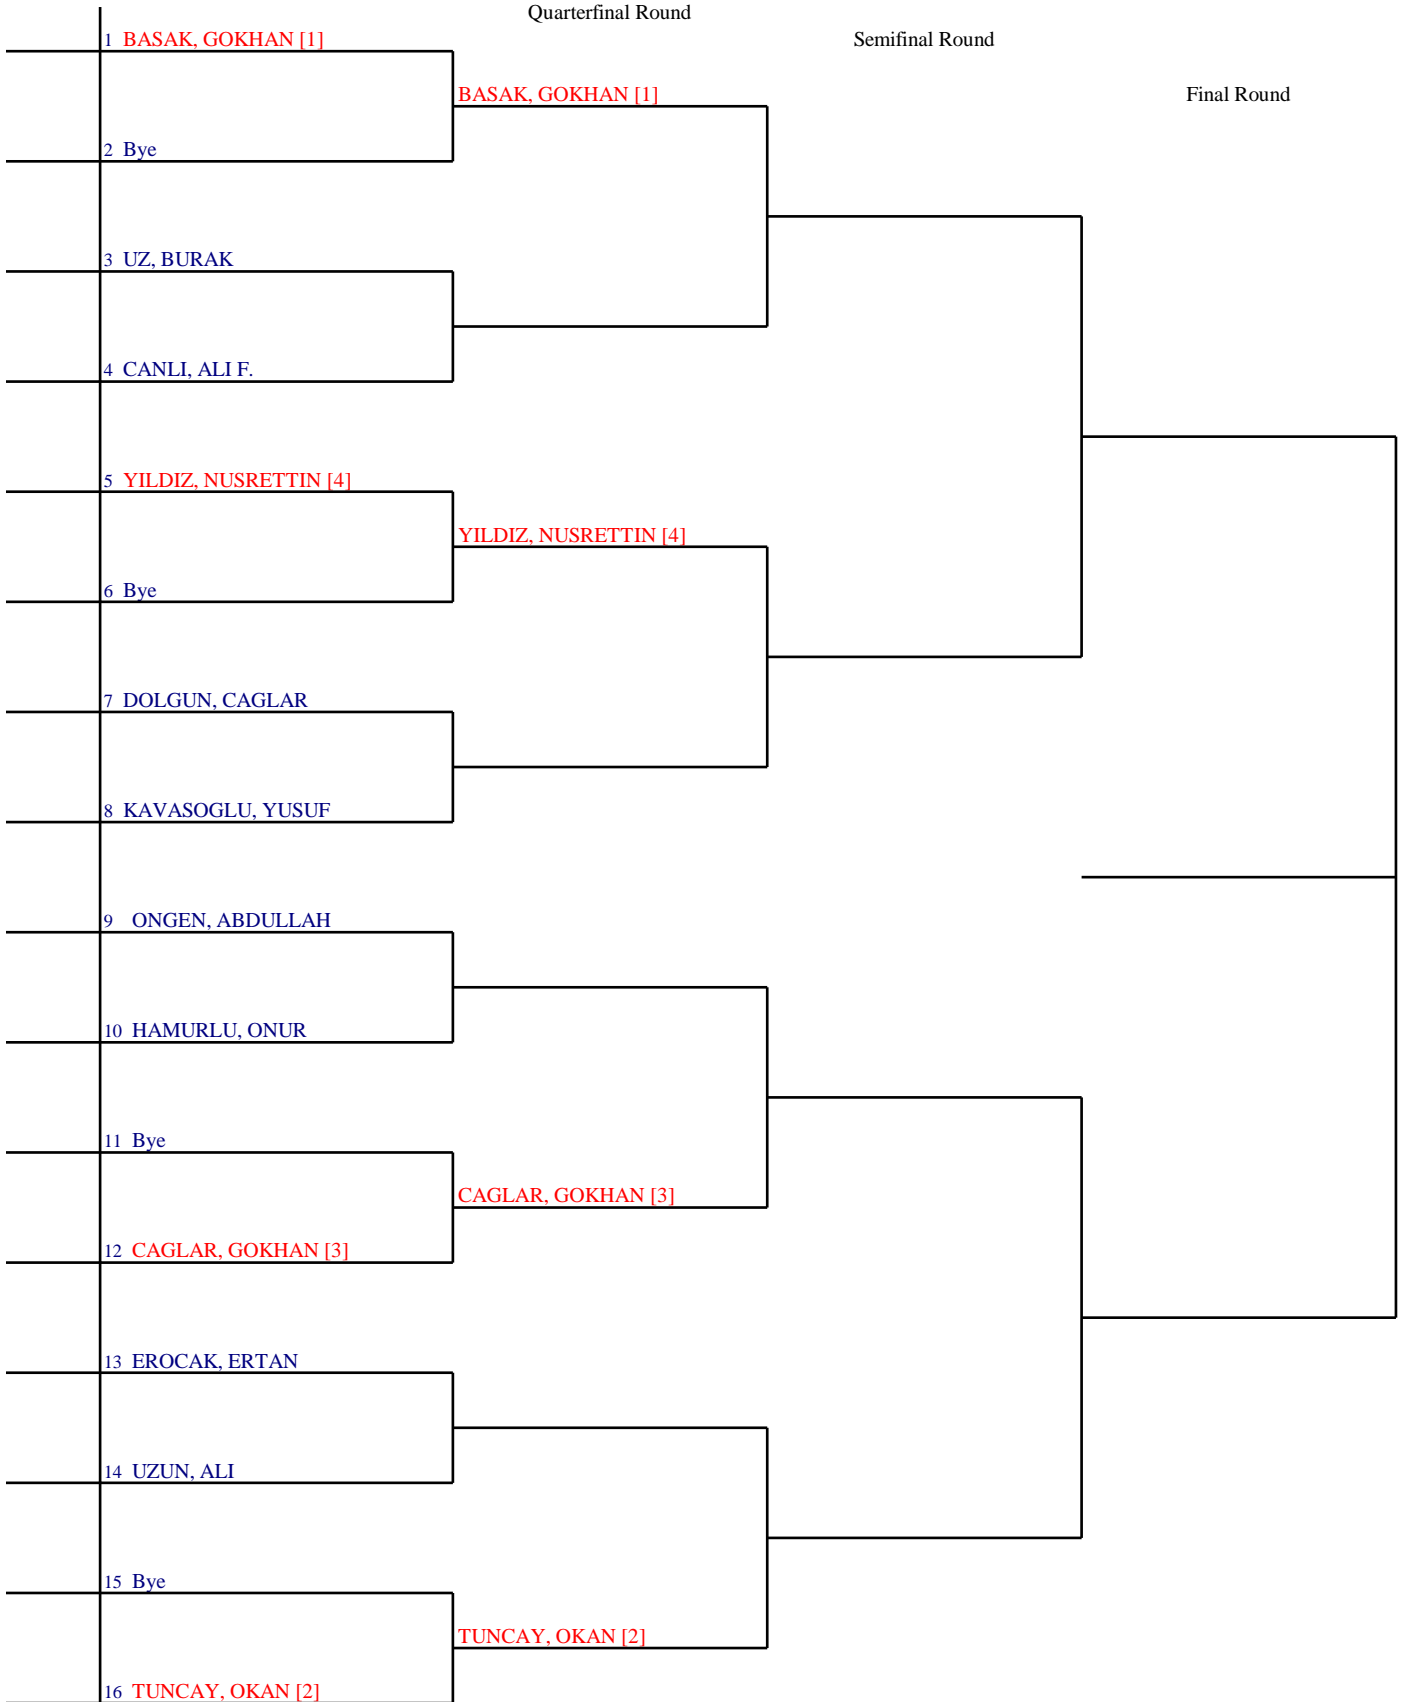 Quarterfinal Round
1 BASAK, GOKHAN [1]
Semifinal Round
BASAK, GOKHAN [1]
Final Round
2 Bye
3 UZ, BURAK
4 CANLI, ALI F.
5 YILDIZ, NUSRETTIN [4]
YILDIZ, NUSRETTIN [4]
6 Bye
7 DOLGUN, CAGLAR
8 KAVASOGLU, YUSUF
9 ONGEN, ABDULLAH
10 HAMURLU, ONUR
11 Bye
CAGLAR, GOKHAN [3]
12 CAGLAR, GOKHAN [3]
13 EROCAK, ERTAN
14 UZUN, ALI
15 Bye
TUNCAY, OKAN [2]
16 TUNCAY, OKAN [2]